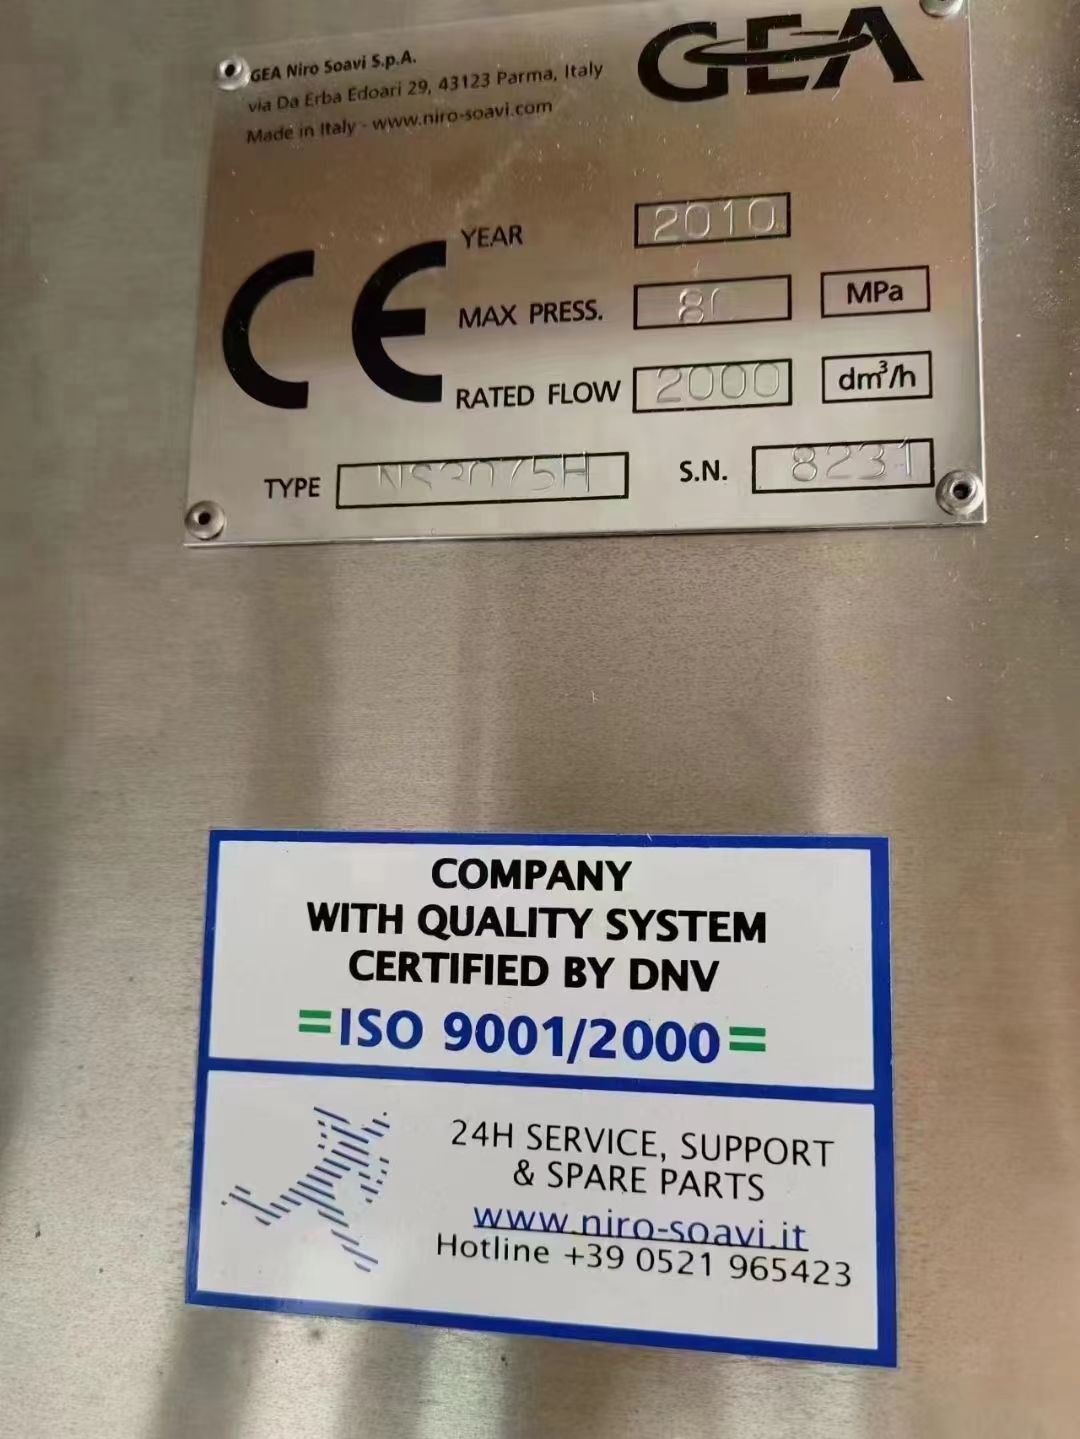 GEA Niro Soavi S.p.A.
via Da Erba Edoari 29, 43123 Parma, Italy
Made in Italy - www.niro-soavi.com
GEA
CE
YEAR 2010
MAX PRESS. MPa
RATED FLOW 2000 dm³/h
TYPE NS3075H S.N. 8231
COMPANY
WITH QUALITY SYSTEM
CERTIFIED BY DNV
=ISO 9001/2000=
24H SERVICE, SUPPORT
& SPARE PARTS
www.niro-soavi.it
Hotline +39 0521 965423